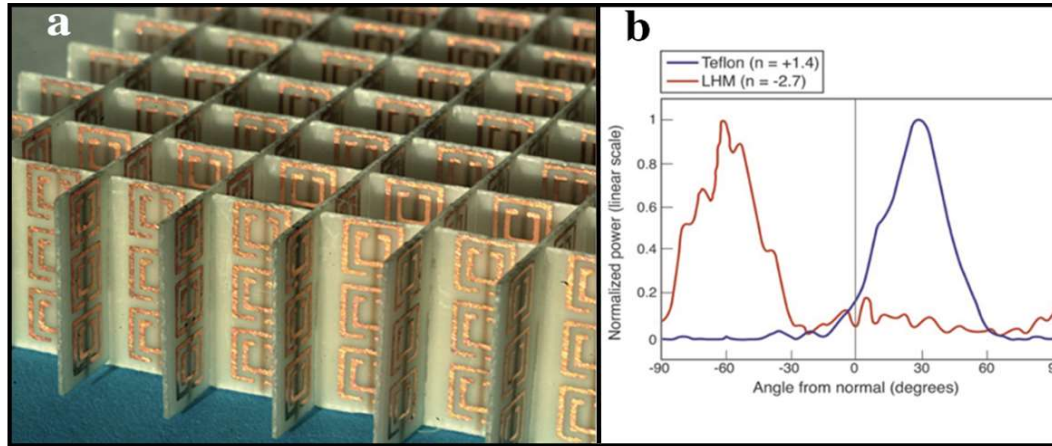 a
b
Teflon (n = +1.4)
LHM (n = -2.7)
Normalized power (linear scale)
1
0.8
0.6
0.4
0.2
0
-90 -60 -30 0 30 60 90
Angle from normal (degrees)